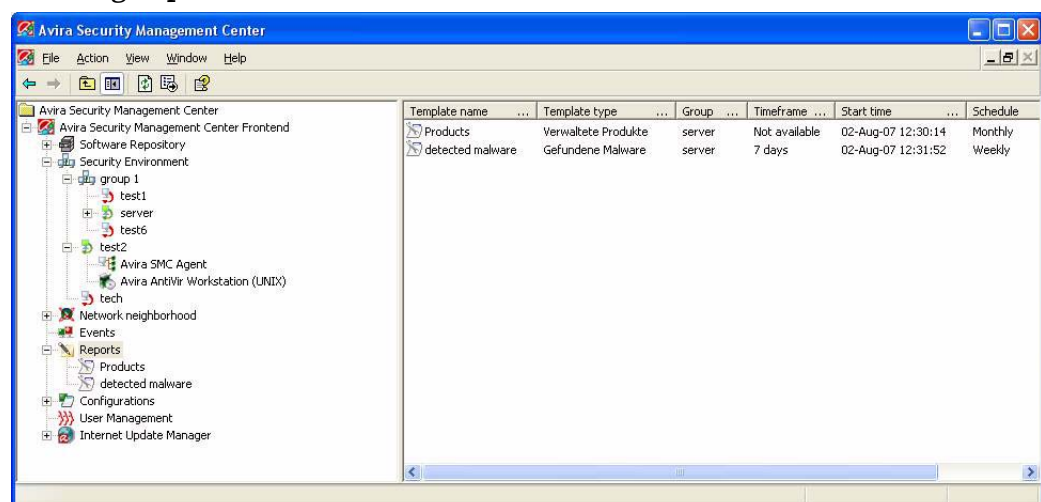 Avira Security Management Center
File Action View Window Help
Avira Security Management Center
Avira Security Management Center Frontend
Software Repository
Security Environment
group 1
test1
server
test6
test2
Avira SMC Agent
Avira AntiVir Workstation (UNIX)
tech
Network neighborhood
Events
Reports
Products
detected malware
Configurations
User Management
Internet Update Manager
Template name ... Template type ... Group ... Timeframe ... Start time ... Schedule
Products Verwaltete Produkte server Not available 02-Aug-07 12:30:14 Monthly
detected malware Gefundene Malware server 7 days 02-Aug-07 12:31:52 Weekly